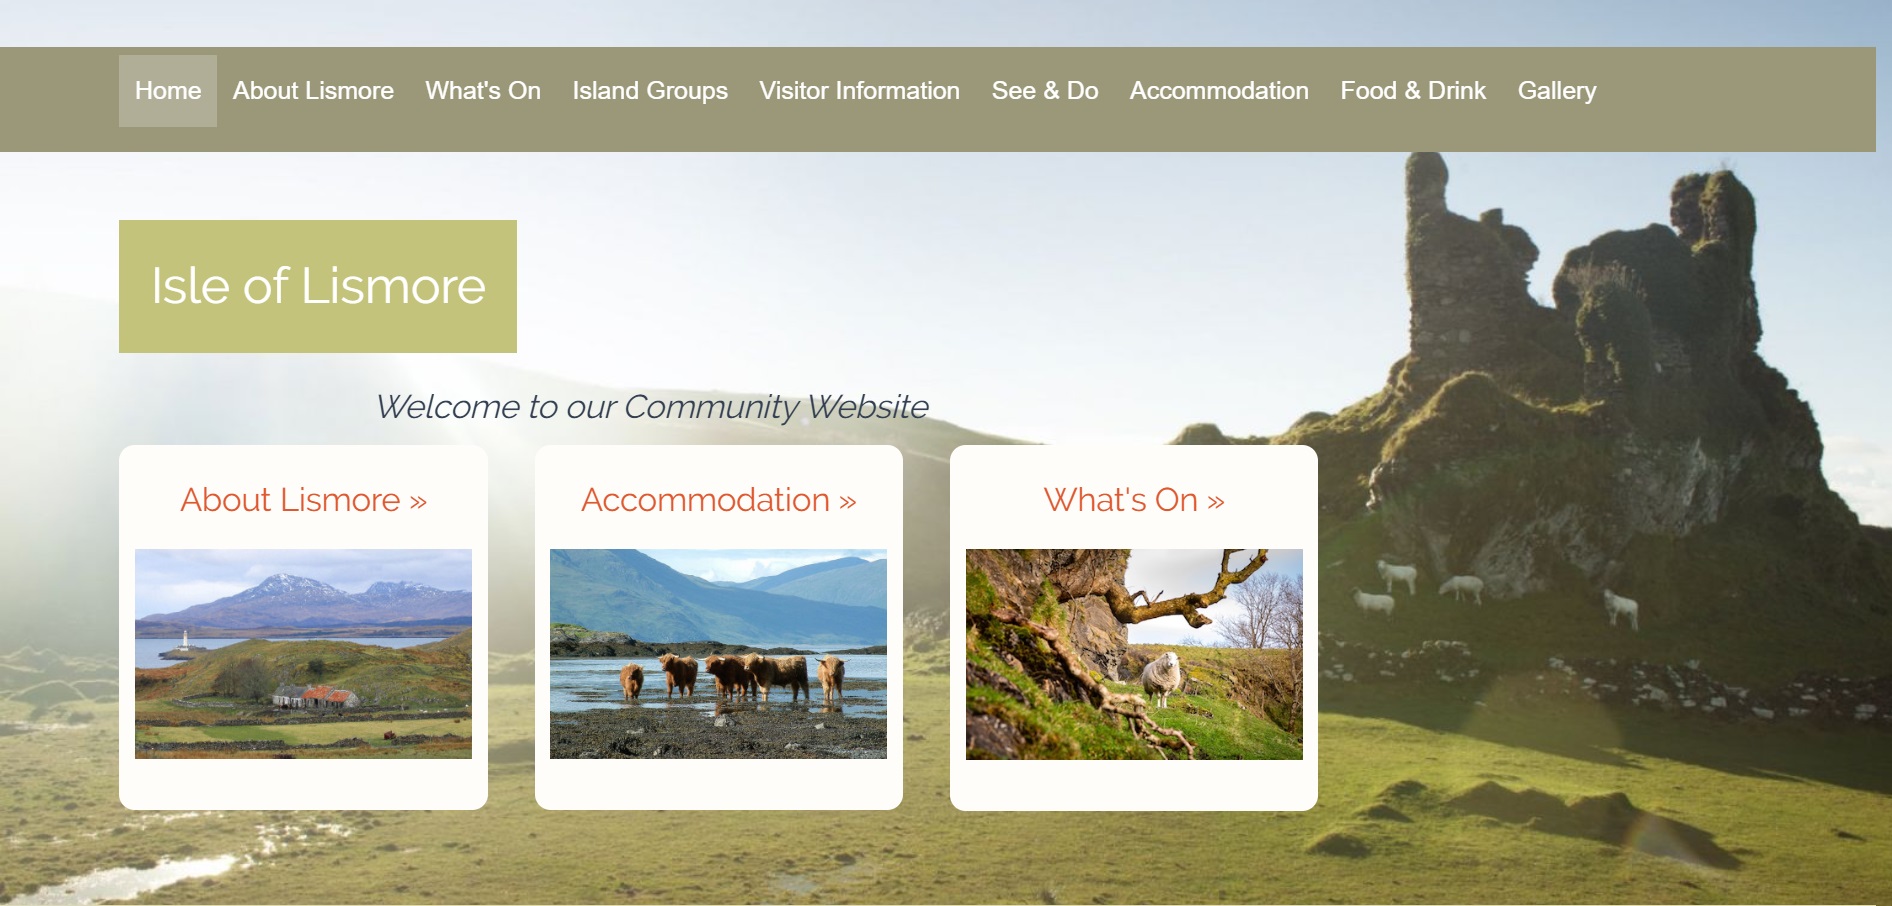 Home About Lismore What's On Island Groups Visitor Information See & Do Accommodation Food & Drink Gallery
Isle of Lismore
Welcome to our Community Website
About Lismore »
Accommodation »
What's On »